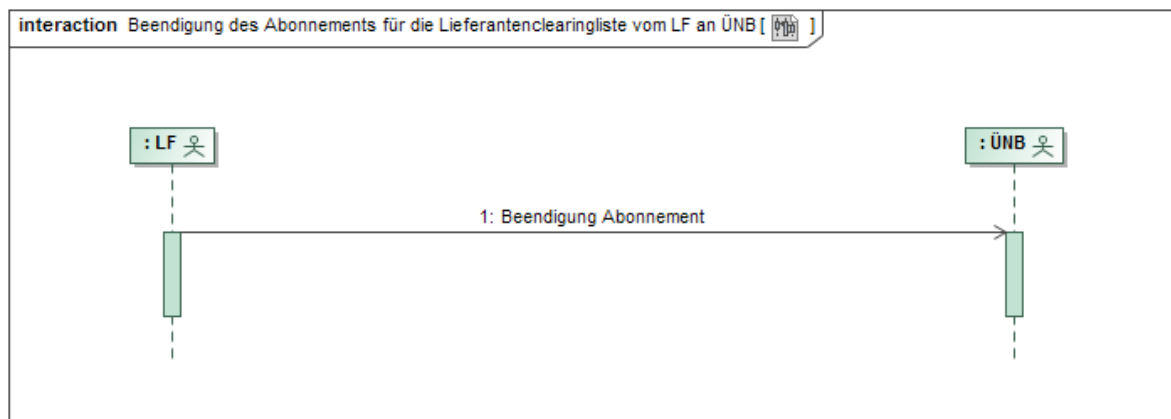 interaction Beendigung des Abonnements für die Lieferantenclearingliste vom LF an ÜNB [ ]
: LF
: ÜNB
1: Beendigung Abonnement